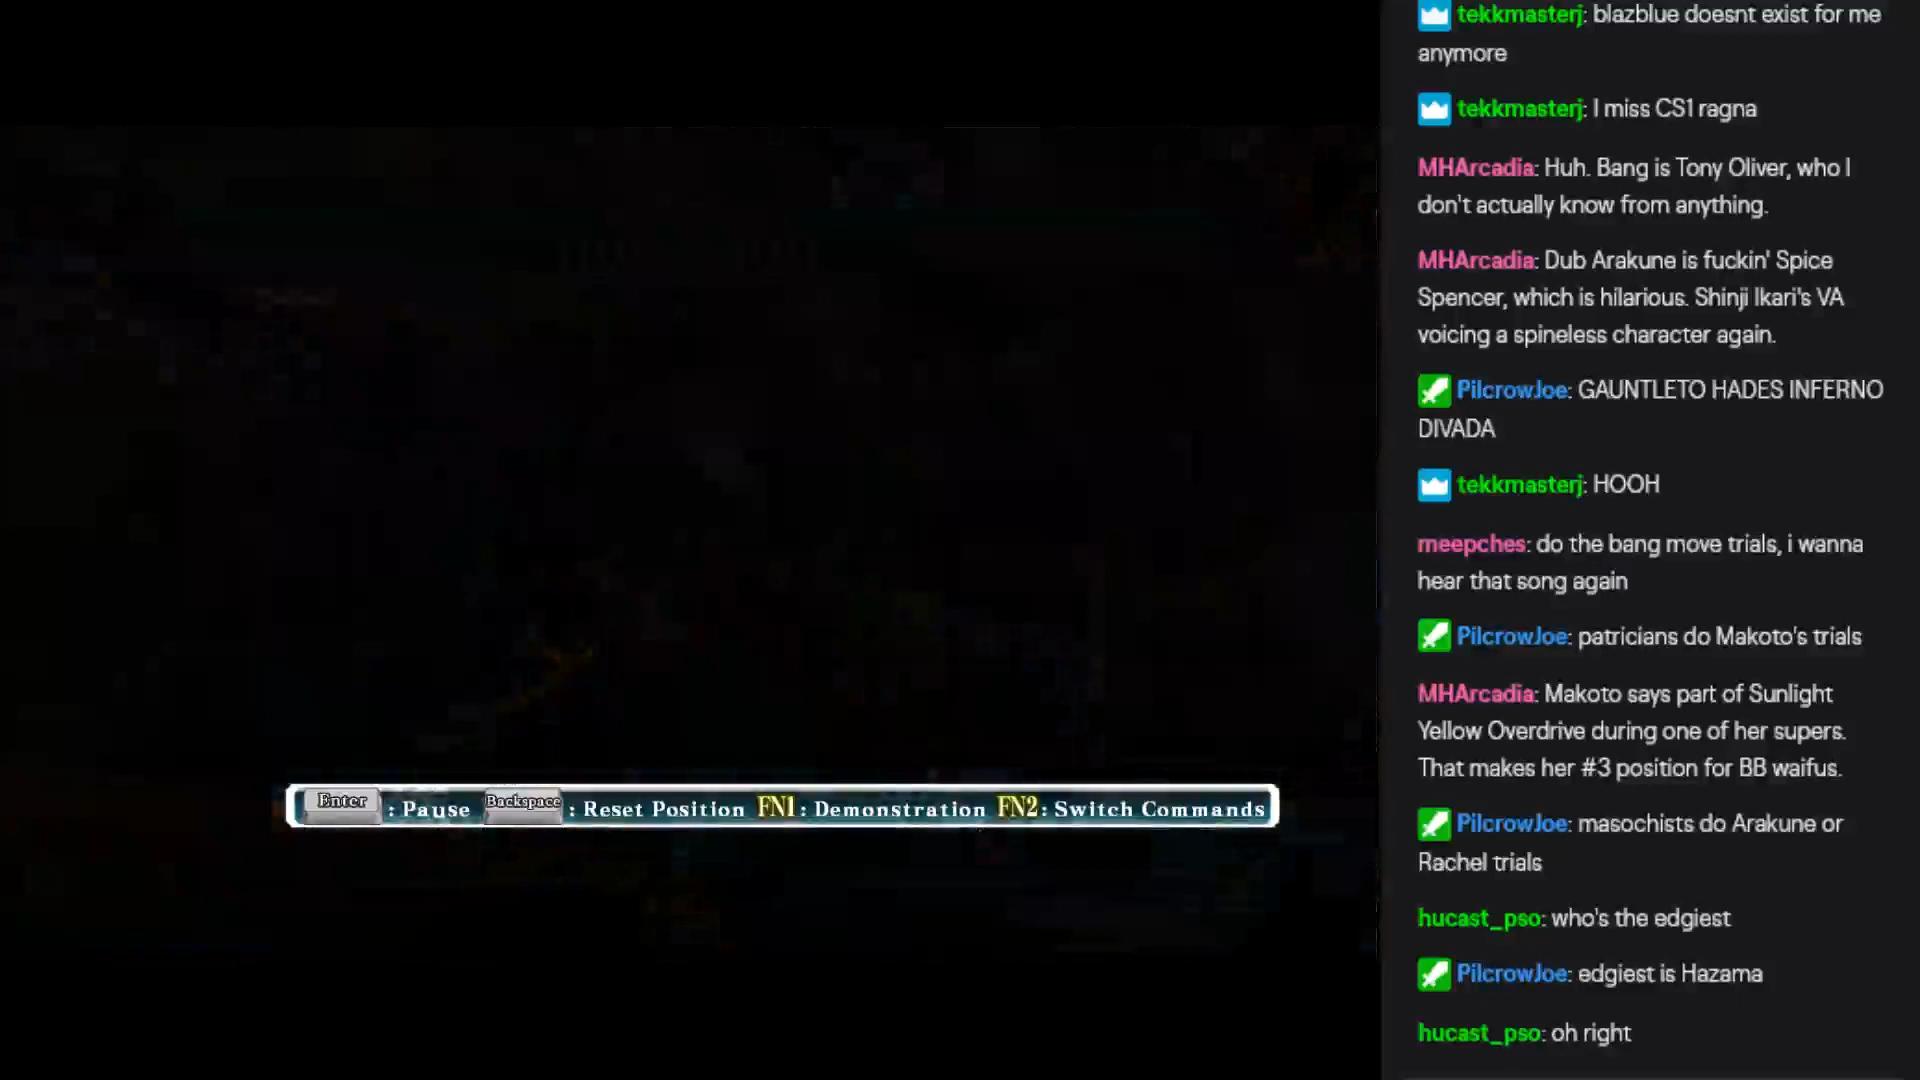 tekkmasterj: blazblue doesnt exist for me
anymore
tekkmasterj: I miss CS1 ragna
MHArcadia: Huh. Bang is Tony Oliver, who I
don't actually know from anything.
MHArcadia: Dub Arakune is fuckin' Spice
Spencer, which is hilarious. Shinji Ikari's VA
voicing a spineless character again.
PilcrowJoe: GAUNTLETO HADES INFERNO
DIVADA
tekkmasterj: HOOH
meepches: do the bang move trials, i wanna
hear that song again
PilcrowJoe: patricians do Makoto's trials
MHArcadia: Makoto says part of Sunlight
Yellow Overdrive during one of her supers.
That makes her #3 position for BB waifus.
Enter : Pause Backspace : Reset Position FN1 : Demonstration FN2 : Switch Commands
PilcrowJoe: masochists do Arakune or
Rachel trials
hucast_pso: who's the edgiest
PilcrowJoe: edgiest is Hazama
hucast_pso: oh right